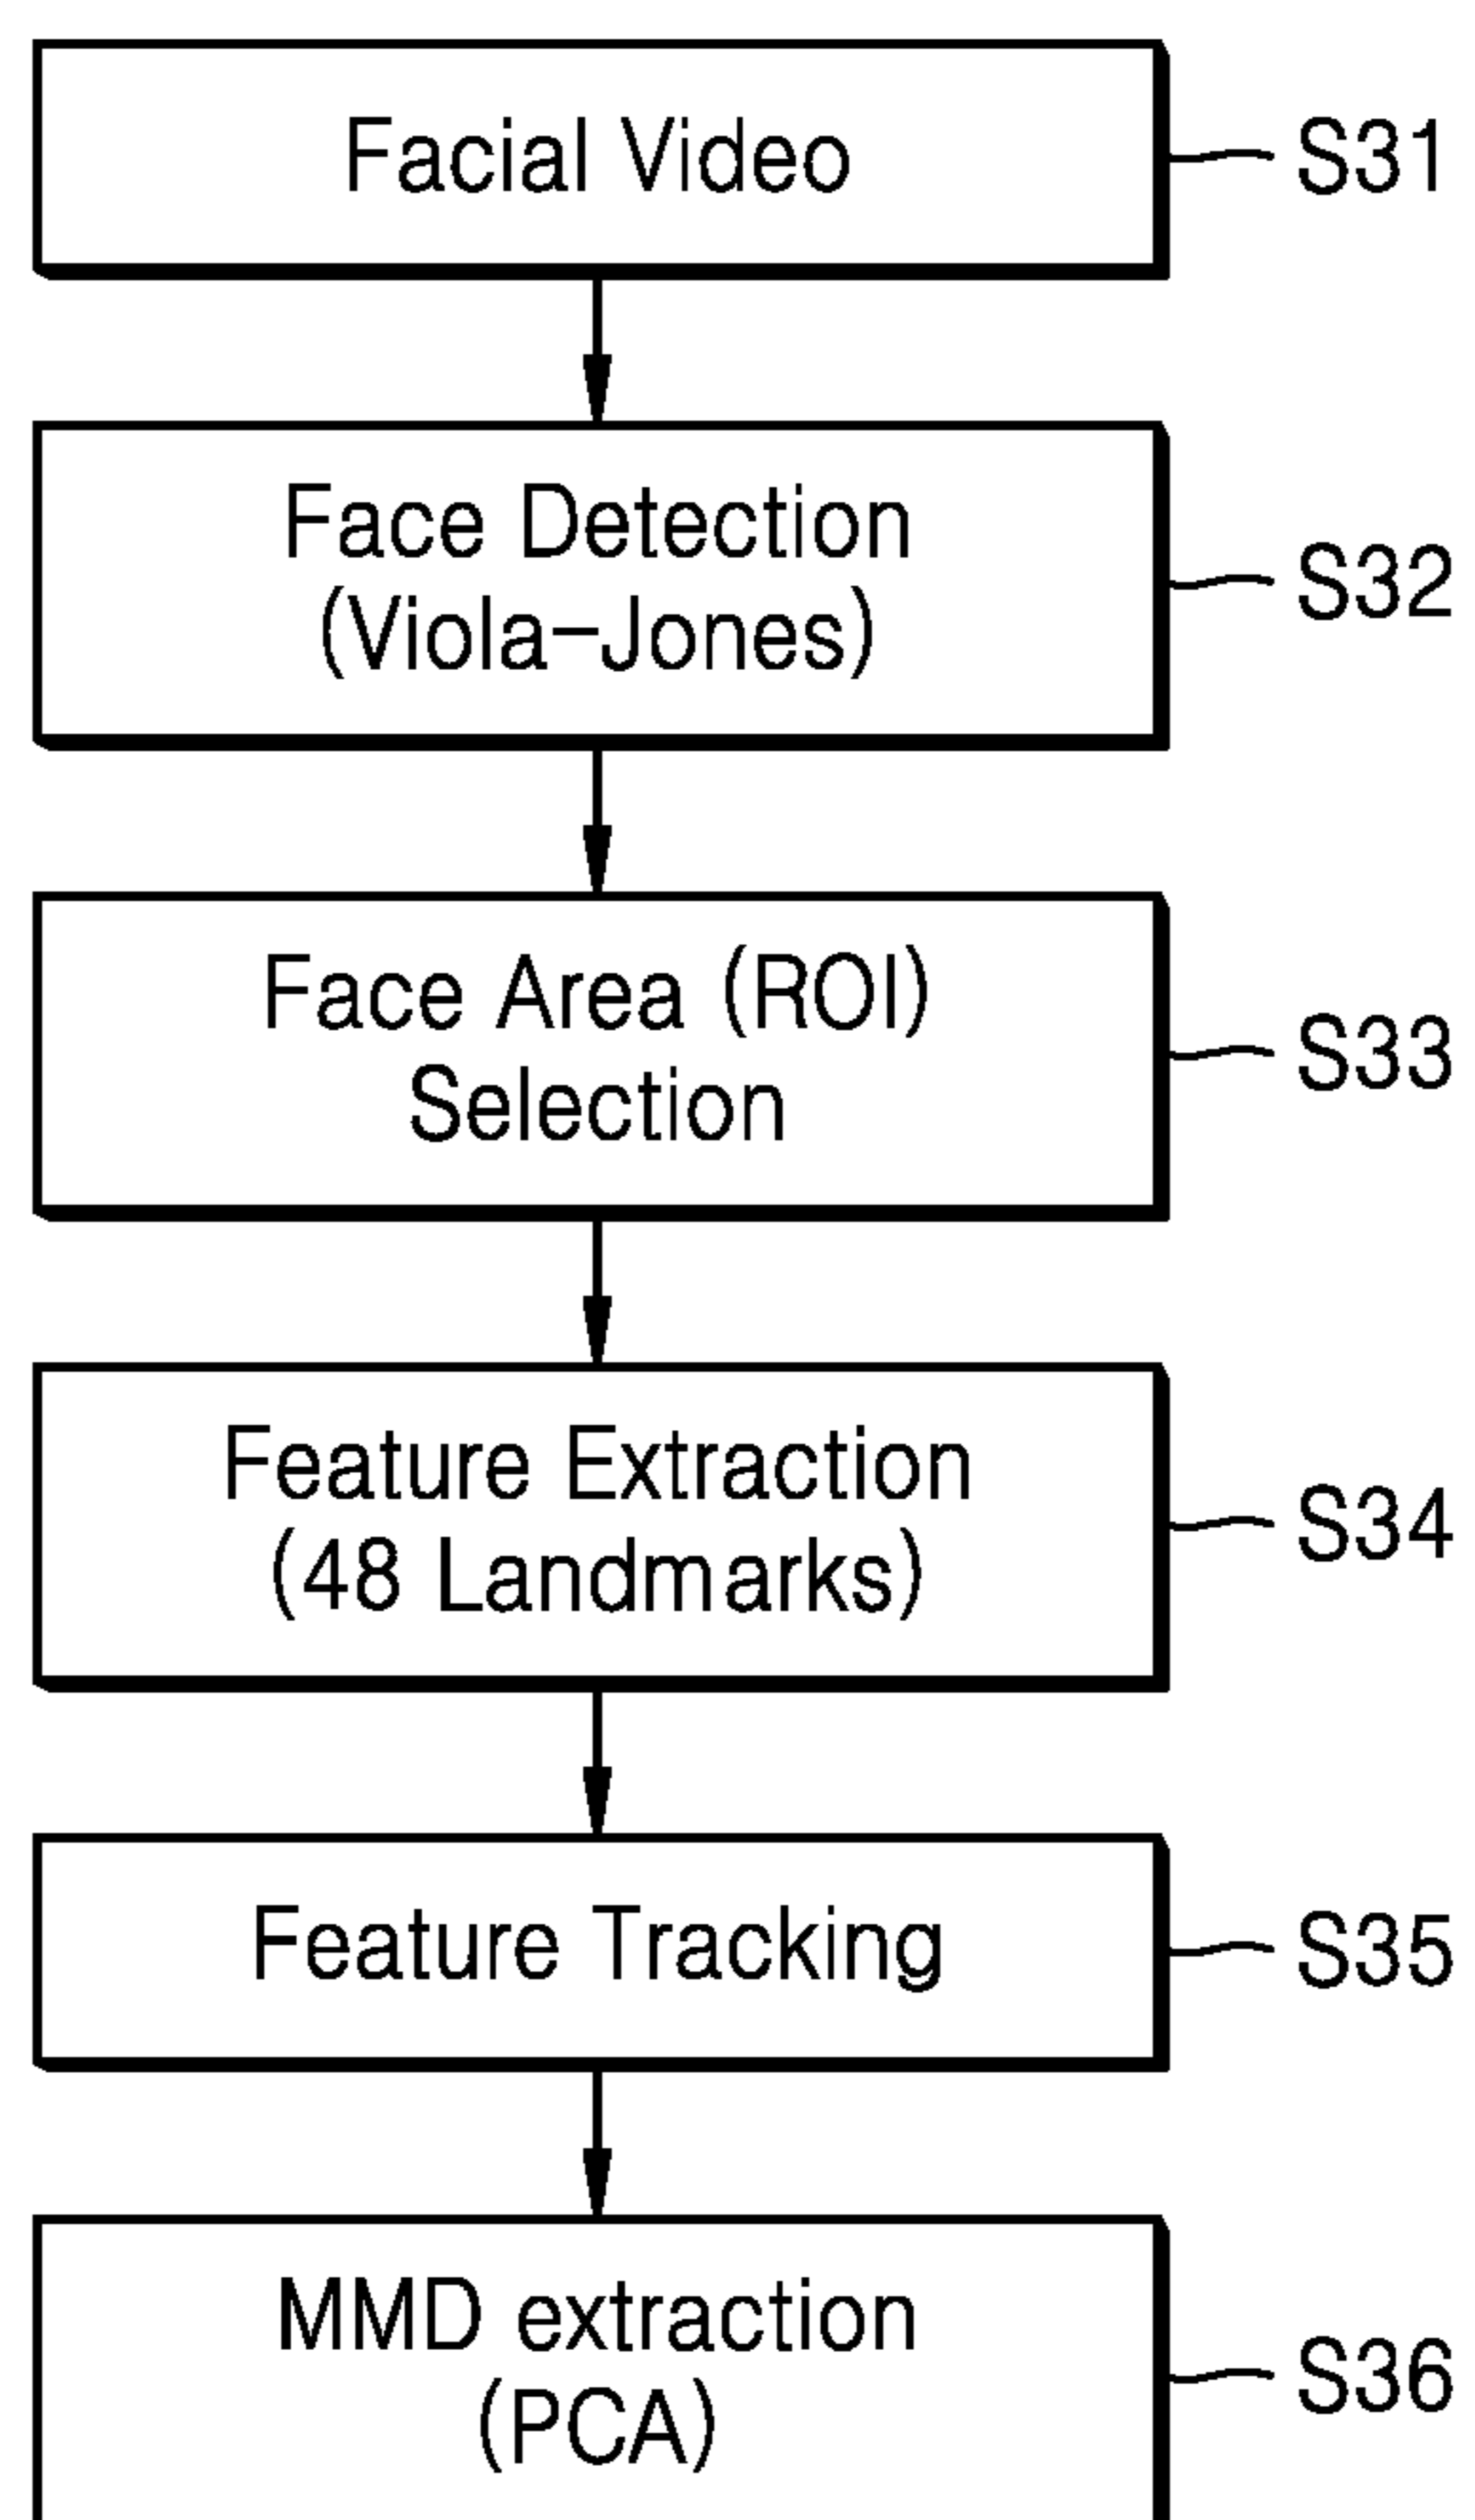 Facial Video
S31
Face Detection
(Viola-Jones)
S32
Face Area (ROI)
Selection
S33
Feature Extraction
(48 Landmarks)
S34
Feature Tracking
S35
MMD extraction
(PCA)
S36